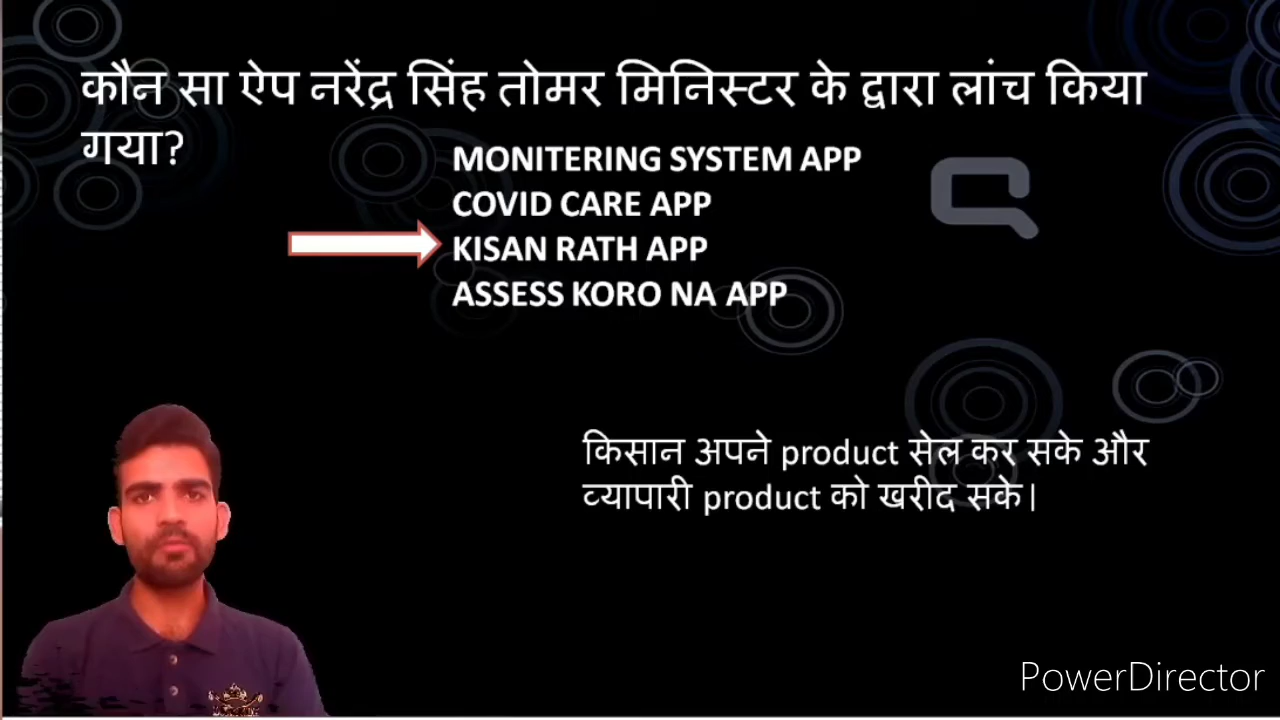 कौन सा ऐप नरेंद्र सिंह तोमर मिनिस्टर के द्वारा लांच किया
गया?
MONITERING SYSTEM APP
COVID CARE APP
KISAN RATH APP
ASSESS KORO NA APP
किसान अपने product सेल कर सके और
व्यापारी product को खरीद सके|
PowerDirector